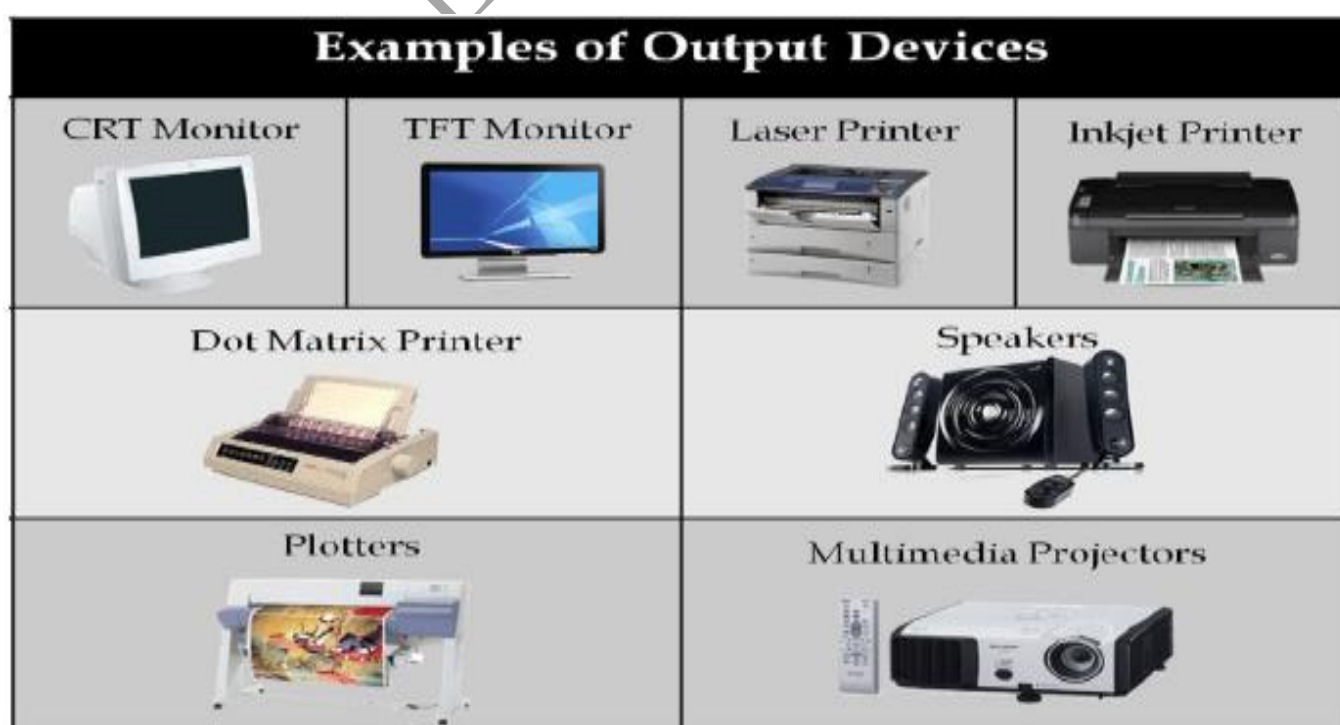 Examples of Output Devices
CRT Monitor
TFT Monitor
Laser Printer
Inkjet Printer
Dot Matrix Printer
Speakers
Plotters
Multimedia Projectors